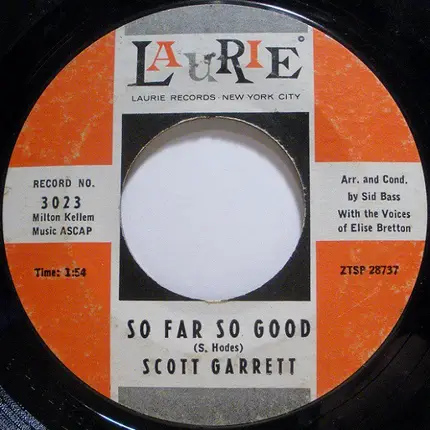 LAURIE
LAURIE RECORDS · NEW YORK CITY
RECORD NO.
3023
Milton Kellem
Music ASCAP
Arr. and Cond.
by Sid Bass
With the Voices
of Elise Bretton
Time: 1:54
ZTSP 28737
SO FAR SO GOOD
(S. Hodes)
SCOTT GARRETT